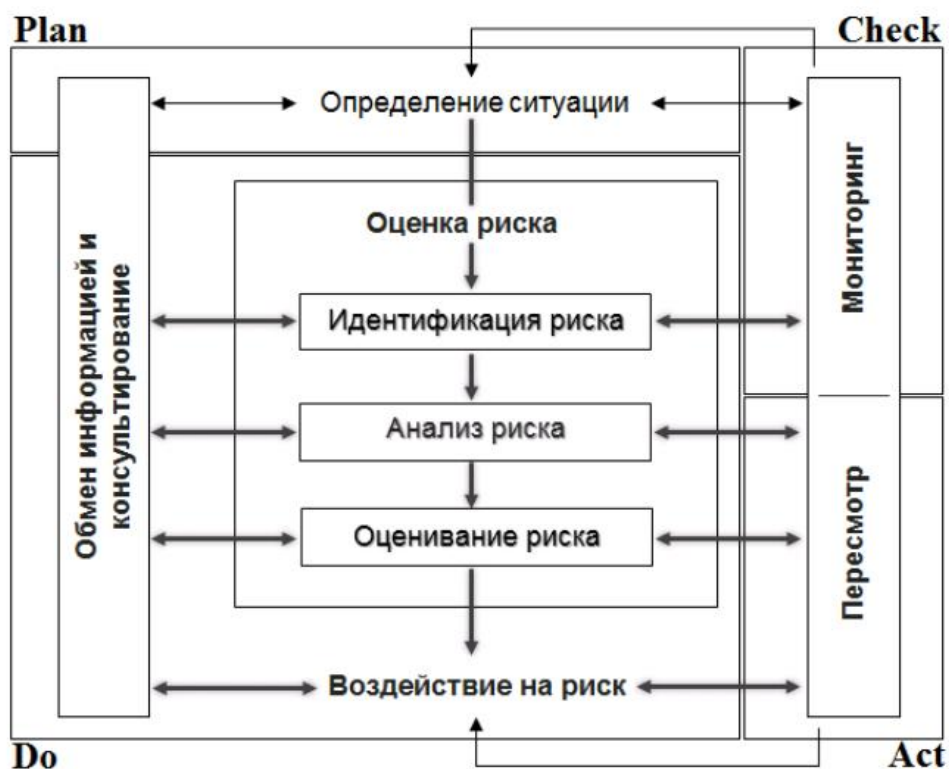 Plan
Check
Определение ситуации
Обмен информацией и
консультирование
Оценка риска
Идентификация риска
Анализ риска
Оценивание риска
Воздействие на риск
Мониторинг
Пересмотр
Do
Act